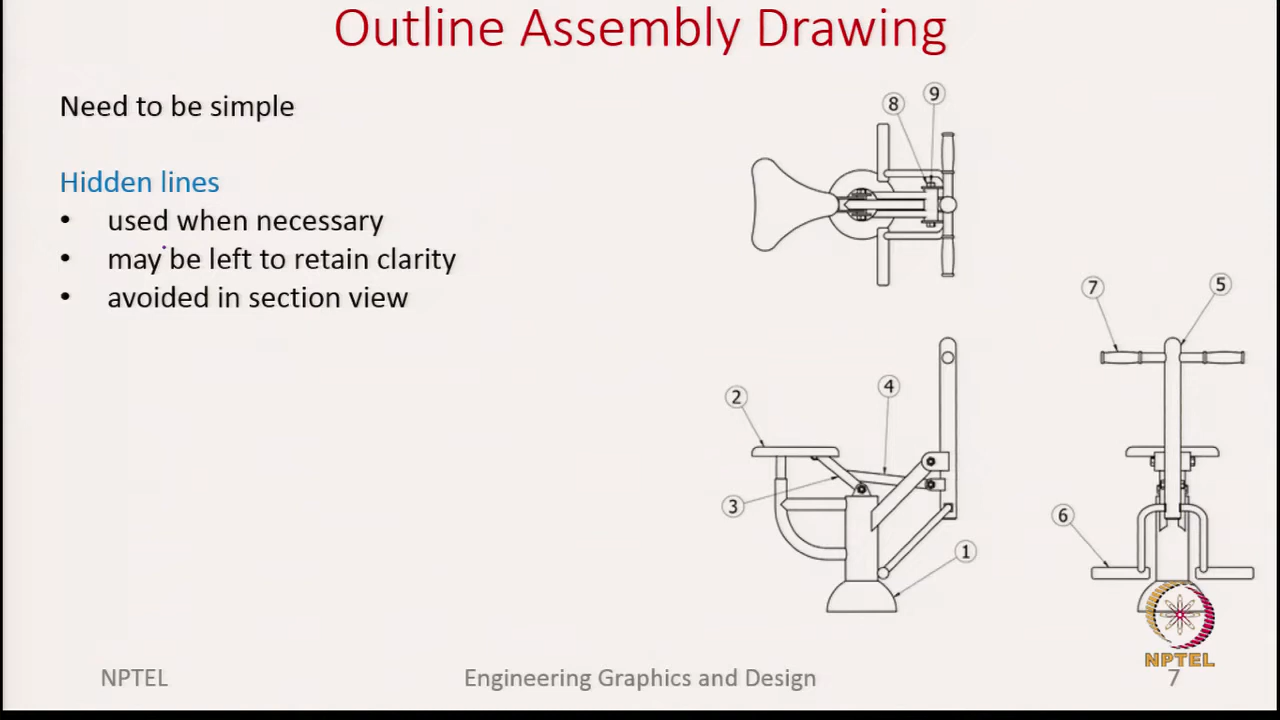 Outline Assembly Drawing
Need to be simple
Hidden lines
• used when necessary
• may be left to retain clarity
• avoided in section view
8
9
7
5
2
4
3
6
1
NPTEL
NPTEL
Engineering Graphics and Design
7